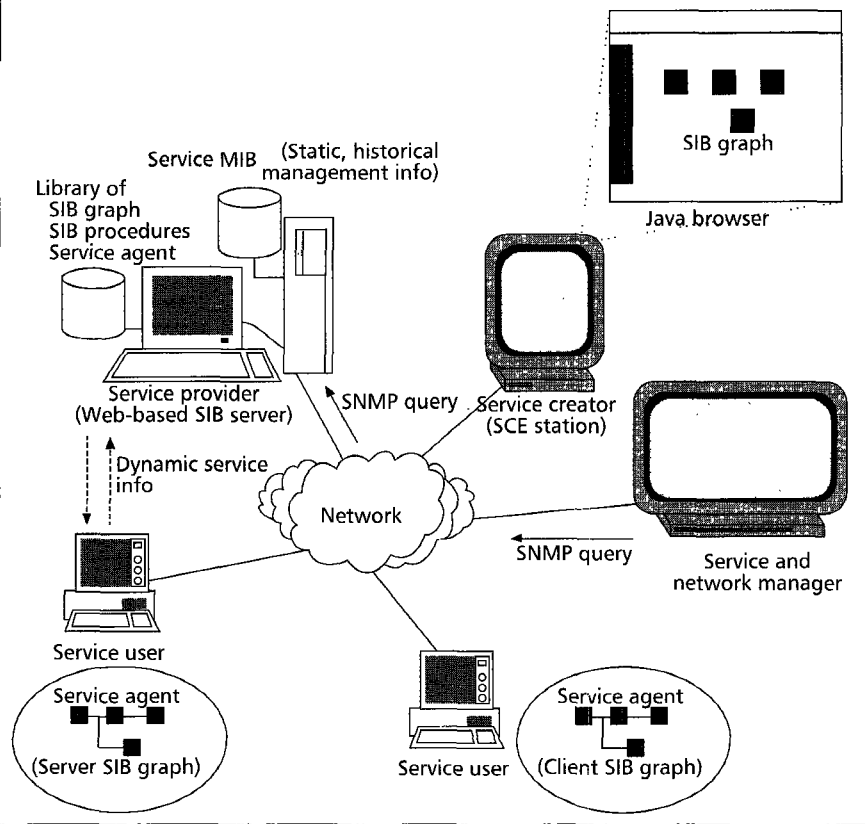 SIB graph
Java browser
Service MIB
(Static, historical
management info)
Library of
SIB graph
SIB procedures
Service agent
Service provider
(Web-based SIB server)
SNMP query
Service creator
(SCE station)
Dynamic service
info
Network
SNMP query
Service and
network manager
Service user
Service agent
(Server SIB graph)
Service user
Service agent
(Client SIB graph)